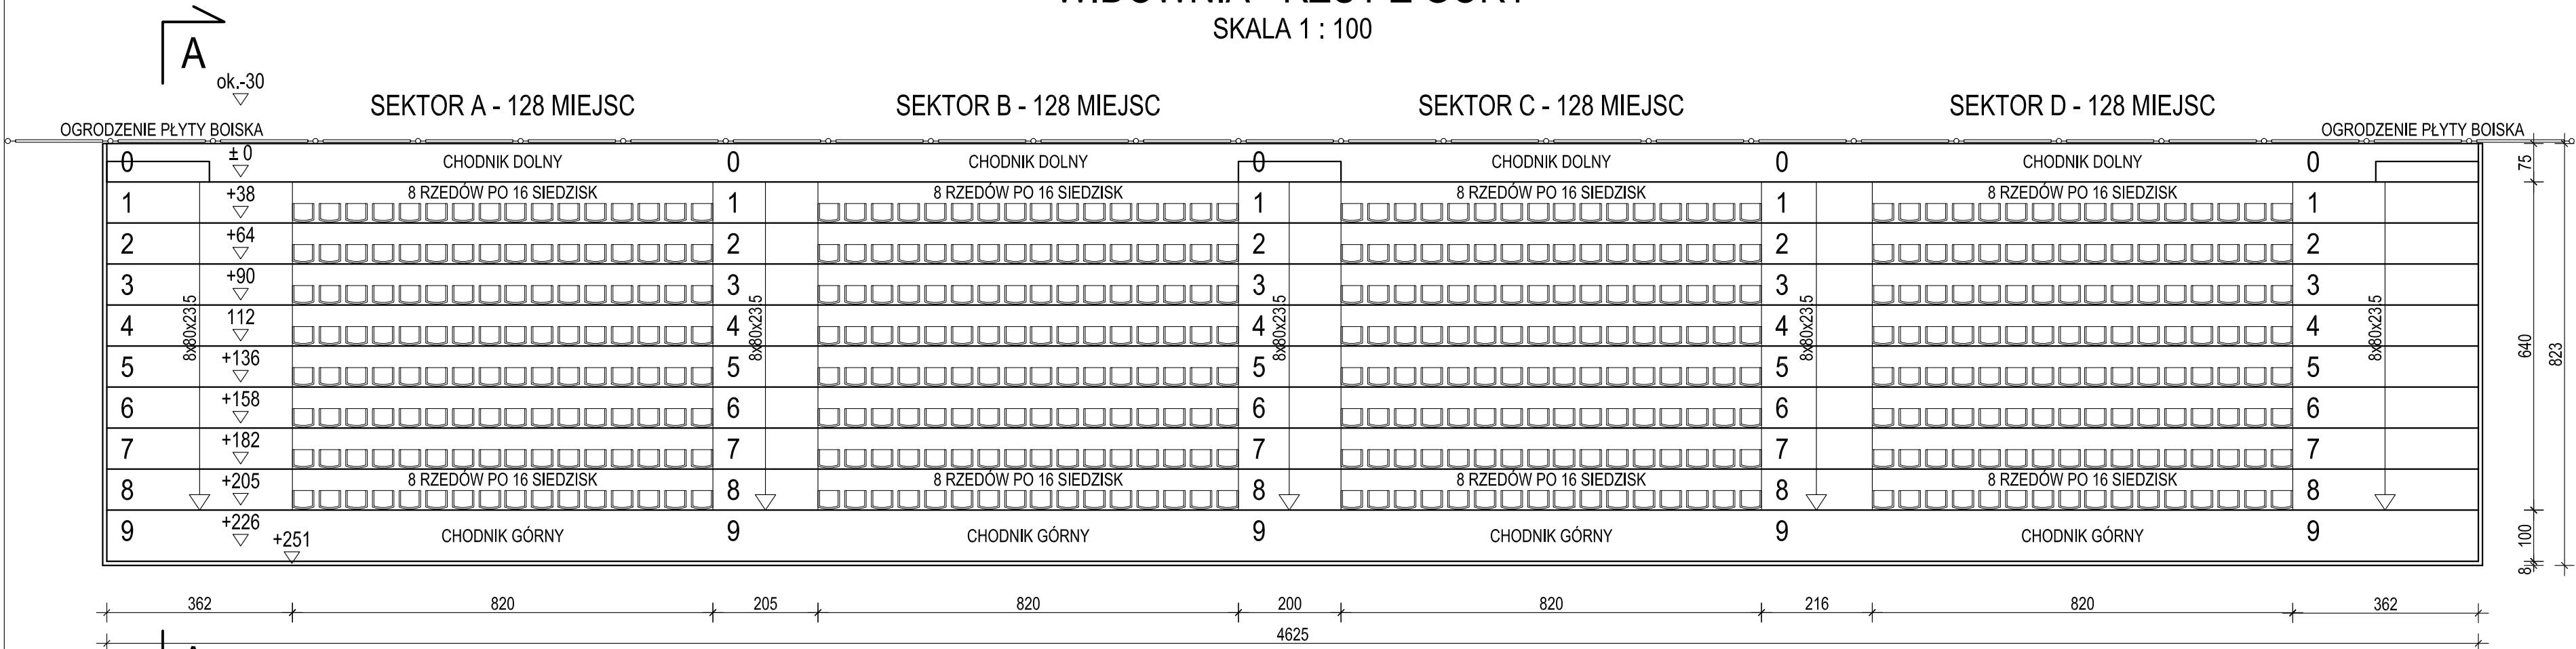 SKALA 1 : 100
A
ok.-30
SEKTOR A - 128 MIEJSC
SEKTOR B - 128 MIEJSC
SEKTOR C - 128 MIEJSC
SEKTOR D - 128 MIEJSC
OGRODZENIE PŁYTY BOISKA
OGRODZENIE PŁYTY BOISKA
0 ± 0 CHODNIK DOLNY 0 CHODNIK DOLNY 0 CHODNIK DOLNY 0 CHODNIK DOLNY 0
1 +38 8 RZEDÓW PO 16 SIEDZISK 1 8 RZEDÓW PO 16 SIEDZISK 1 8 RZEDÓW PO 16 SIEDZISK 1 8 RZEDÓW PO 16 SIEDZISK 1
2 +64 2 2 2 2
3 +90 3 3 3 3
4 112 4 4 4 4
8x80x23.5 8x80x23.5 8x80x23.5 8x80x23.5 8x80x23.5
5 +136 5 5 5 5
6 +158 6 6 6 6
7 +182 7 7 7 7
8 +205 8 RZEDÓW PO 16 SIEDZISK 8 8 RZEDÓW PO 16 SIEDZISK 8 8 RZEDÓW PO 16 SIEDZISK 8 8 RZEDÓW PO 16 SIEDZISK 8
9 +226 +251 CHODNIK GÓRNY 9 CHODNIK GÓRNY 9 CHODNIK GÓRNY 9 CHODNIK GÓRNY 9
75
640
823
100
8
362 820 205 820 200 820 216 820 362
4625